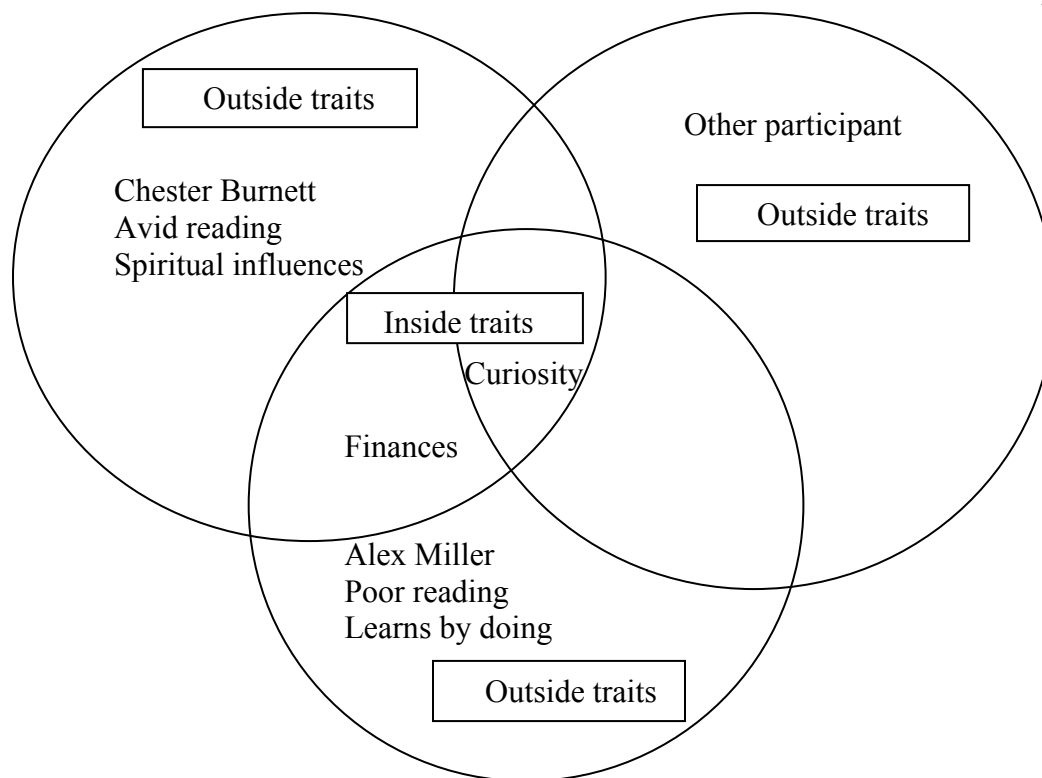 Outside traits
Chester Burnett
Avid reading
Spiritual influences
Other participant
Outside traits
Inside traits
Curiosity
Finances
Alex Miller
Poor reading
Learns by doing
Outside traits